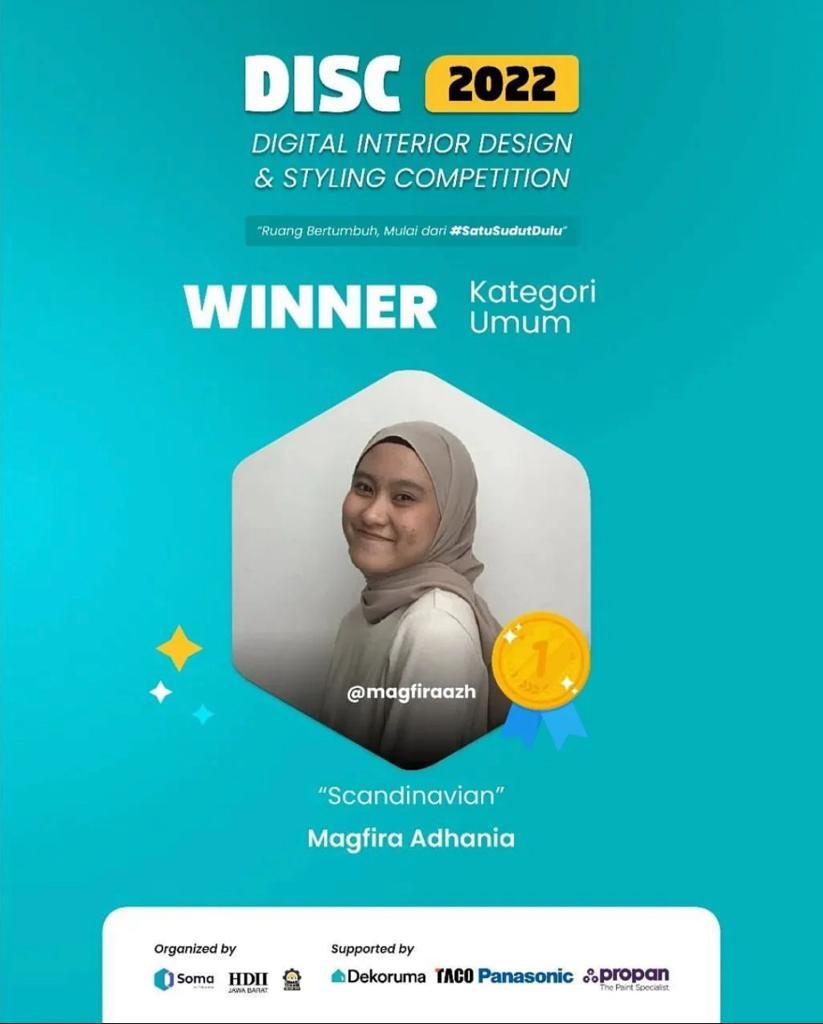 DISC 2022
DIGITAL INTERIOR DESIGN
& STYLING COMPETITION
"Ruang Bertumbuh, Mulai dari #SatuSudutDulu"
WINNER
Kategori
Umum
1
@magfiraazh
"Scandinavian"
Magfira Adhania
Organized by
Supported by
Soma
HDII
JAWA BARAT
Dekoruma
TACO
Panasonic
propan
The Paint Specialist